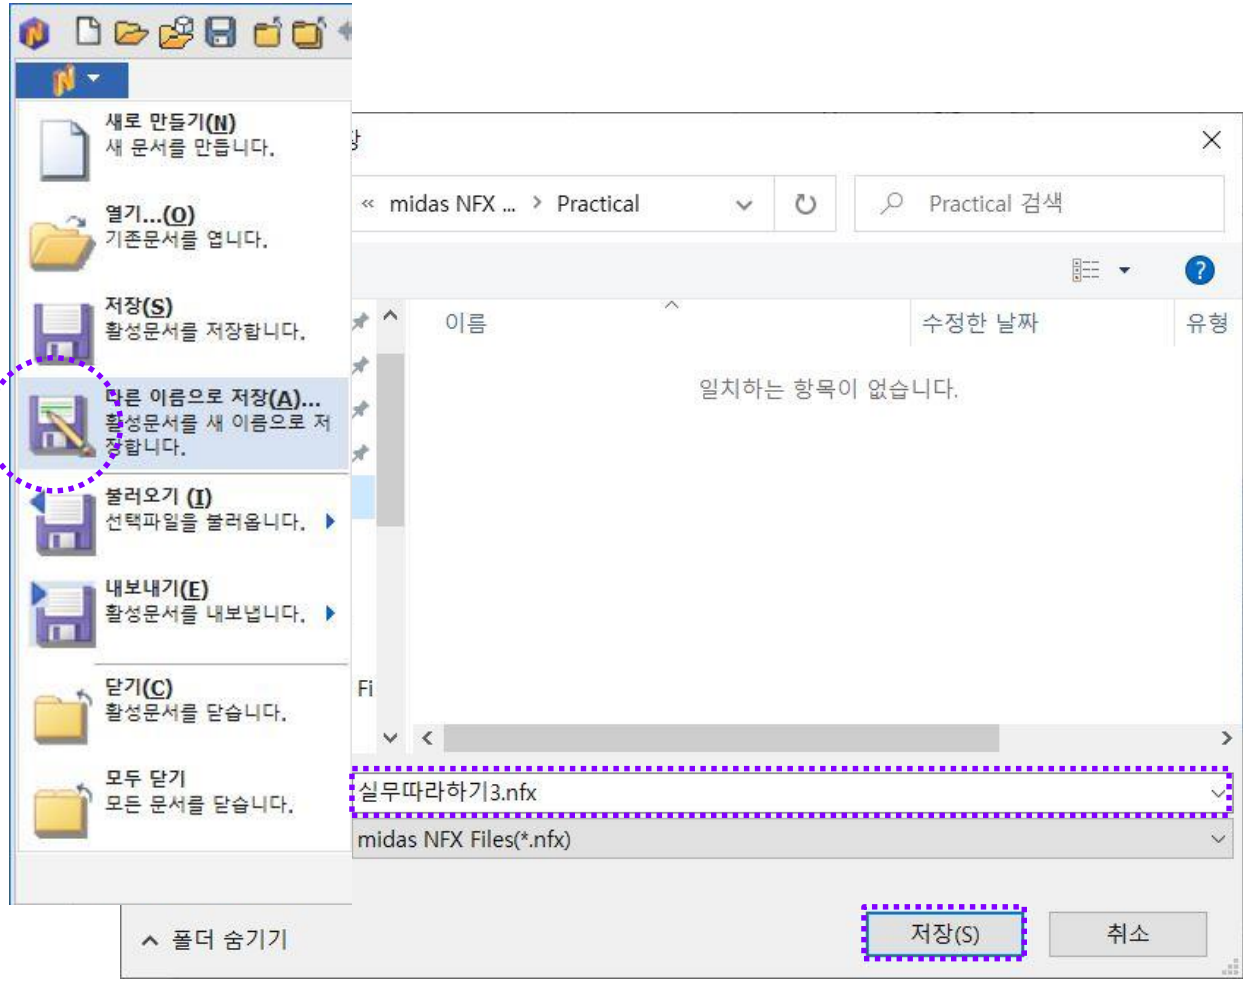 새로 만들기(N)
새 문서를 만듭니다.
열기...(O)
기존문서를 엽니다.
저장(S)
활성문서를 저장합니다.
다른 이름으로 저장(A)...
활성문서를 새 이름으로 저
장합니다.
불러오기 (I)
선택파일을 불러옵니다.
내보내기(E)
활성문서를 내보냅니다.
닫기(C)
활성문서를 닫습니다.
모두 닫기
모든 문서를 닫습니다.
« midas NFX ... > Practical
Practical 검색
이름
수정한 날짜
유형
일치하는 항목이 없습니다.
Fi
실무따라하기3.nfx
midas NFX Files(*.nfx)
폴더 숨기기
저장(S)
취소